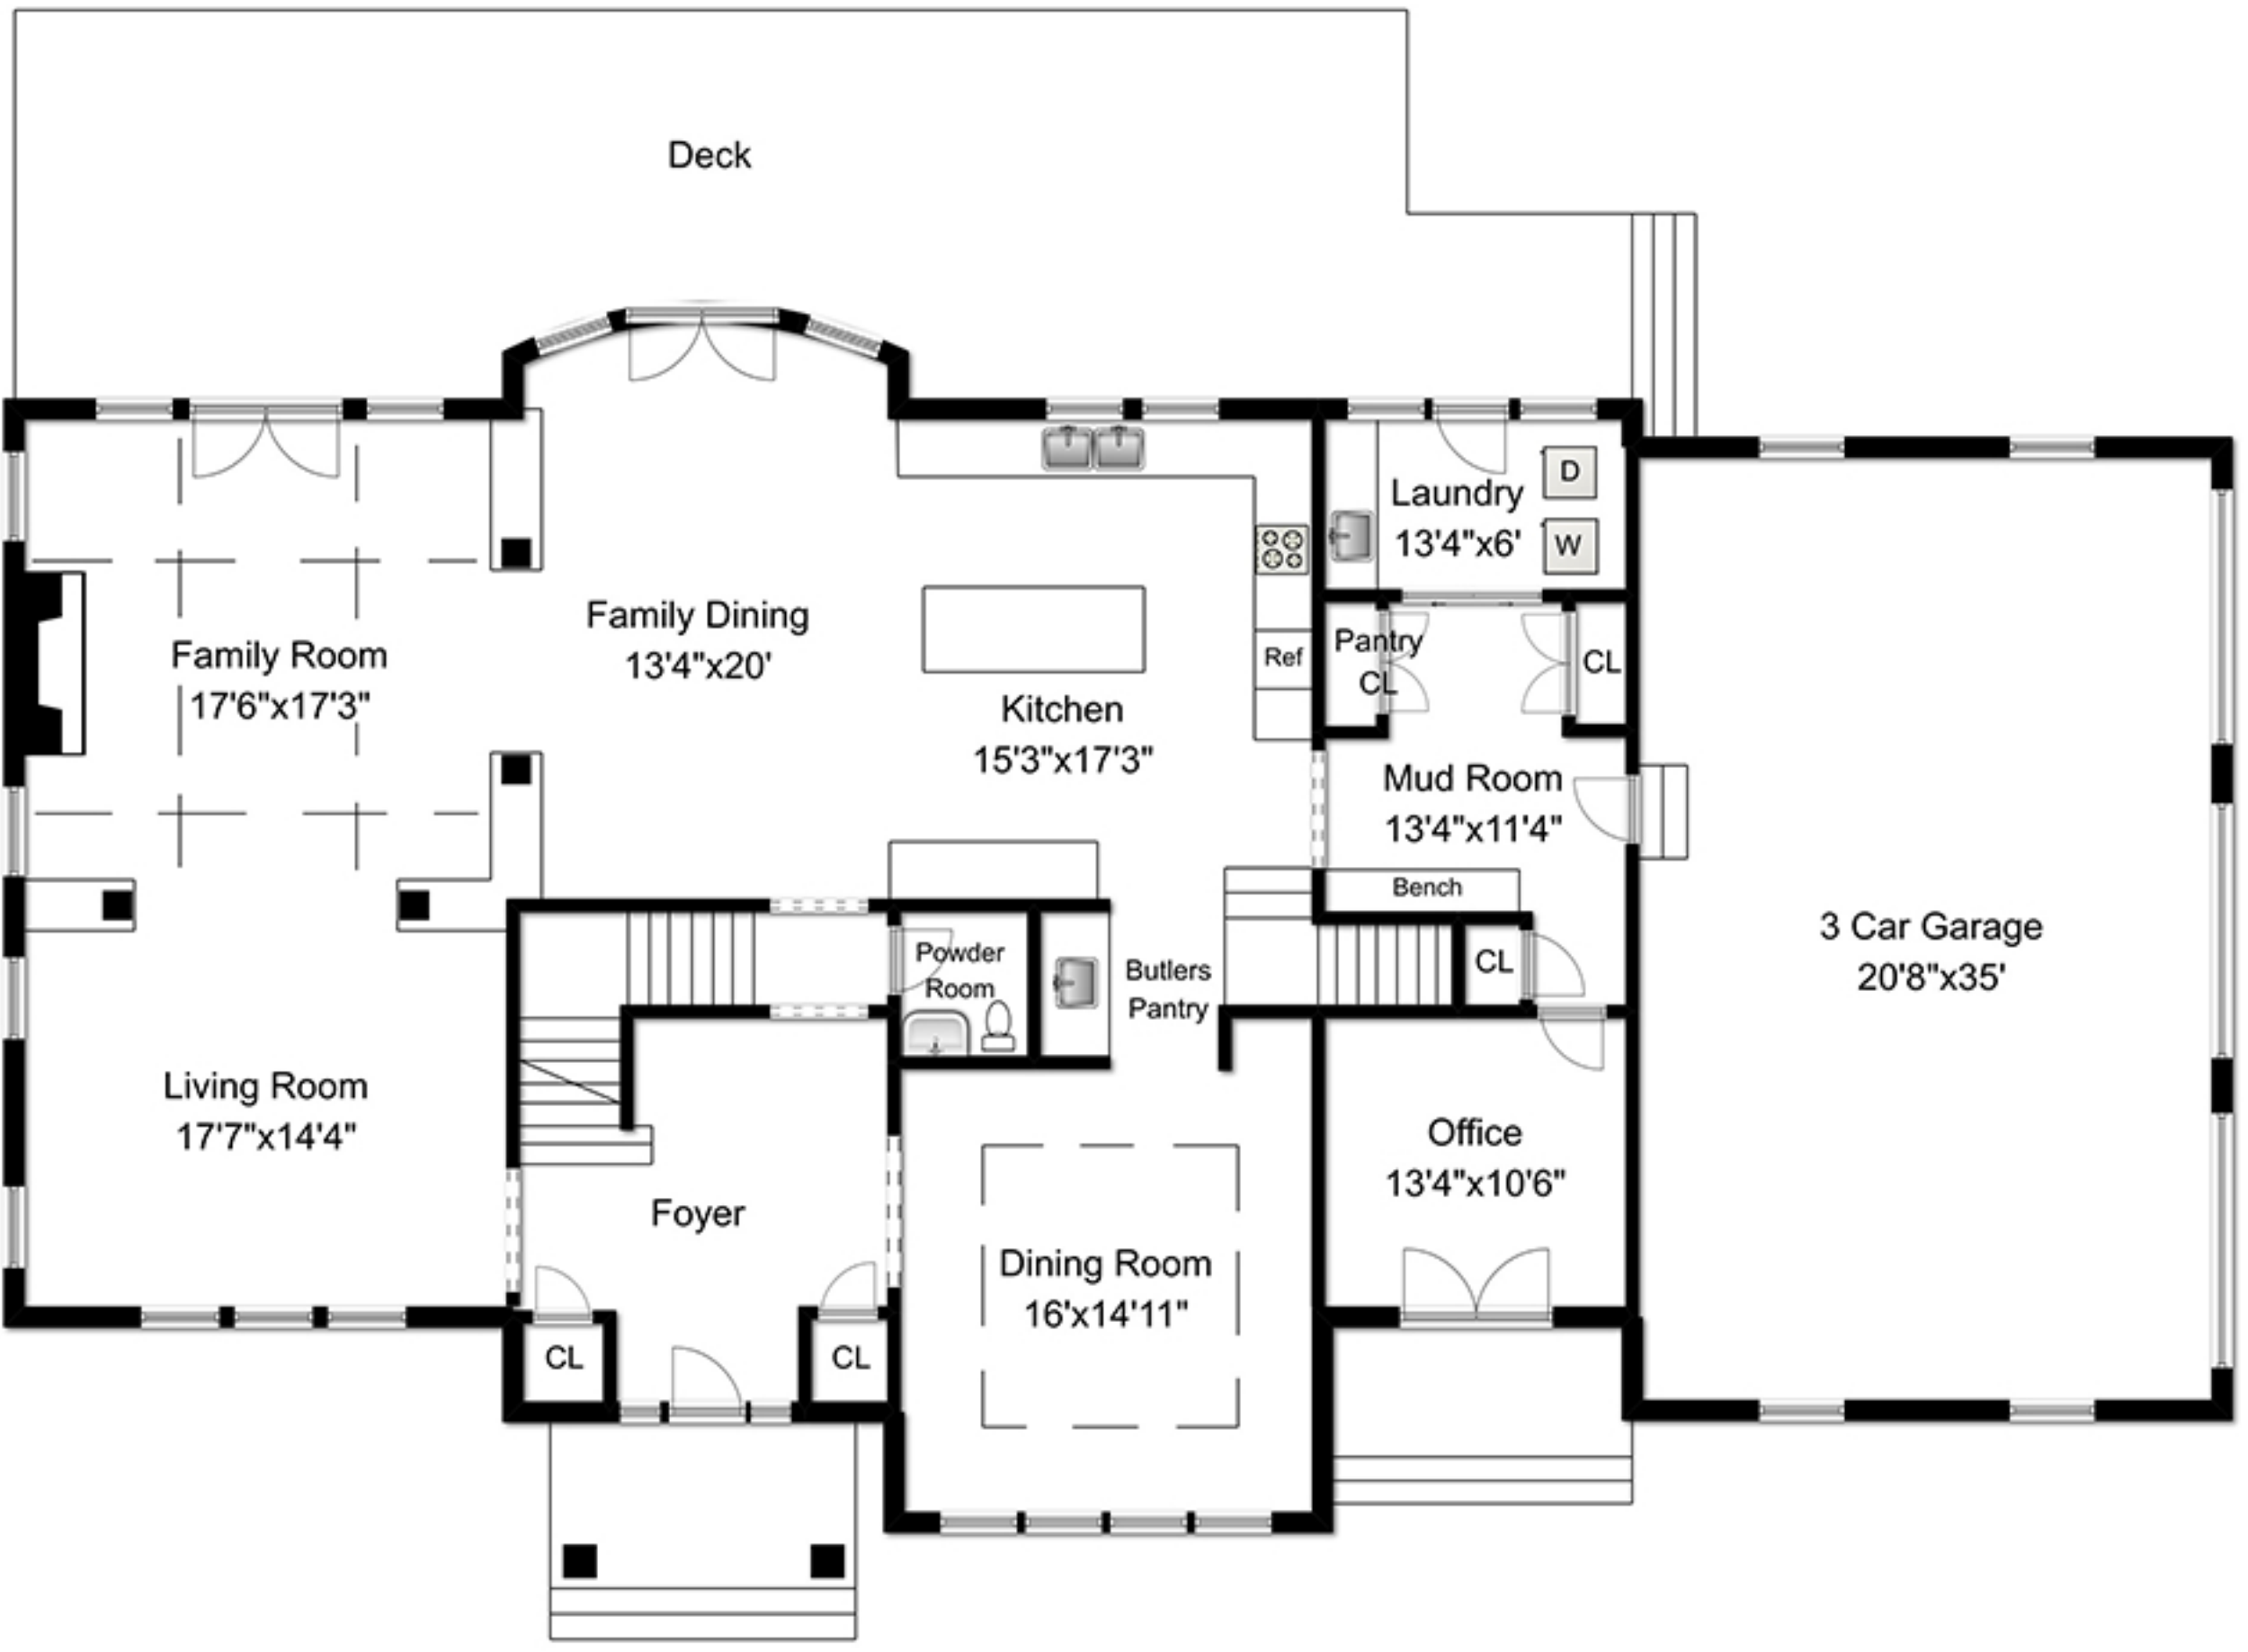 Deck
Laundry
13'4"x6'
D
W
Family Dining
13'4"x20'
Family Room
17'6"x17'3"
Kitchen
15'3"x17'3"
Ref
Pantry
CL
CL
Mud Room
13'4"x11'4"
Bench
3 Car Garage
20'8"x35'
Powder
Room
Butlers
Pantry
CL
Living Room
17'7"x14'4"
Office
13'4"x10'6"
Foyer
Dining Room
16'x14'11"
CL
CL